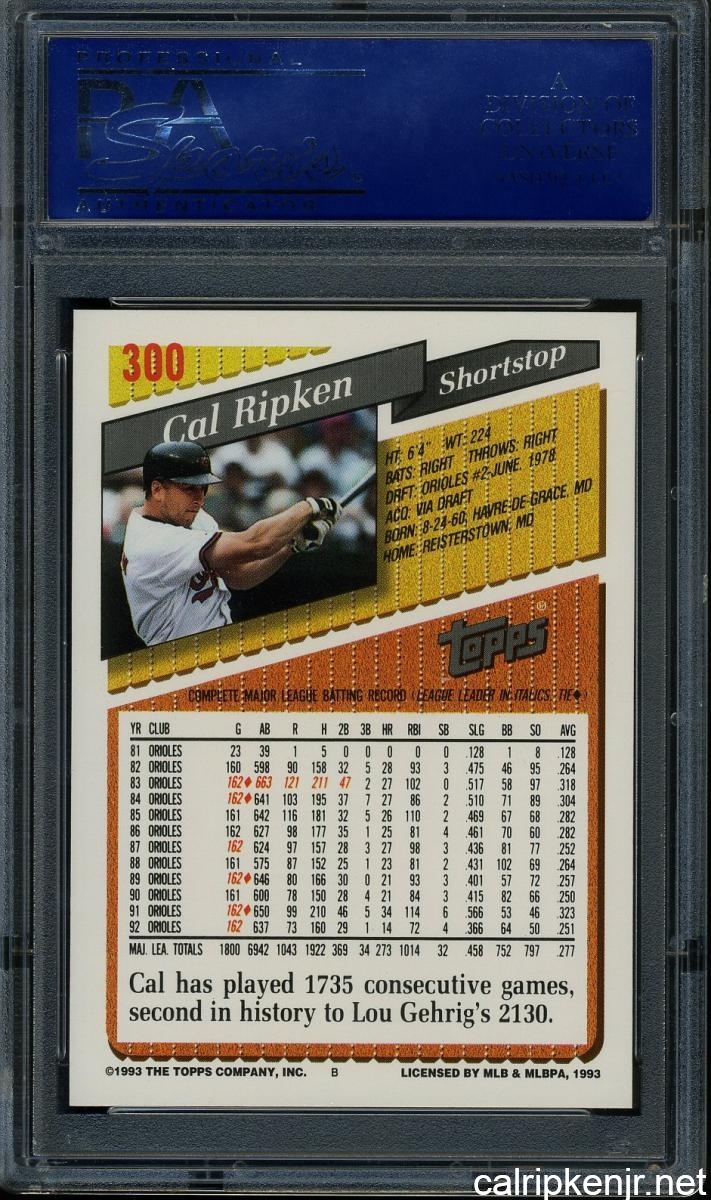 PROFESSIONAL
PSA
Sports
AUTHENTICATOR
A
DIVISION OF
COLLECTORS
UNIVERSE
300
Cal Ripken
Shortstop
HT: 6'4" WT: 224
BATS: RIGHT THROWS: RIGHT
DRFT: ORIOLES #2-JUNE, 1978
ACQ: VIA DRAFT
BORN: 8-24-60, HAVRE-DE-GRACE, MD
HOME: REISTERSTOWN, MD
TOPPS®
COMPLETE MAJOR LEAGUE BATTING RECORD (LEAGUE LEADER IN ITALICS, TIE♦)
YR CLUB G AB R H 2B 3B HR RBI SB SLG BB SO AVG
81 ORIOLES 23 39 1 5 0 0 0 0 0 .128 1 8 .128
82 ORIOLES 160 598 90 158 32 5 28 93 3 .475 46 95 .264
83 ORIOLES 162♦ 663 121 211 47 2 27 102 0 .517 58 97 .318
84 ORIOLES 162♦ 641 103 195 37 7 27 86 2 .510 71 89 .304
85 ORIOLES 161 642 116 181 32 5 26 110 2 .469 67 68 .282
86 ORIOLES 162 627 98 177 35 1 25 81 4 .461 70 60 .282
87 ORIOLES 162 624 97 157 28 3 27 98 3 .436 81 77 .252
88 ORIOLES 161 575 87 152 25 1 23 81 2 .431 102 69 .264
89 ORIOLES 162♦ 646 80 166 30 0 21 93 3 .401 57 72 .257
90 ORIOLES 161 600 78 150 28 4 21 84 3 .415 82 66 .250
91 ORIOLES 162♦ 650 99 210 46 5 34 114 6 .566 53 46 .323
92 ORIOLES 162 637 73 160 29 1 14 72 4 .366 64 50 .251
MAJ. LEA. TOTALS 1800 6942 1043 1922 369 34 273 1014 32 .458 752 797 .277
Cal has played 1735 consecutive games,
second in history to Lou Gehrig's 2130.
©1993 THE TOPPS COMPANY, INC. B LICENSED BY MLB & MLBPA, 1993
calripkenjr.net